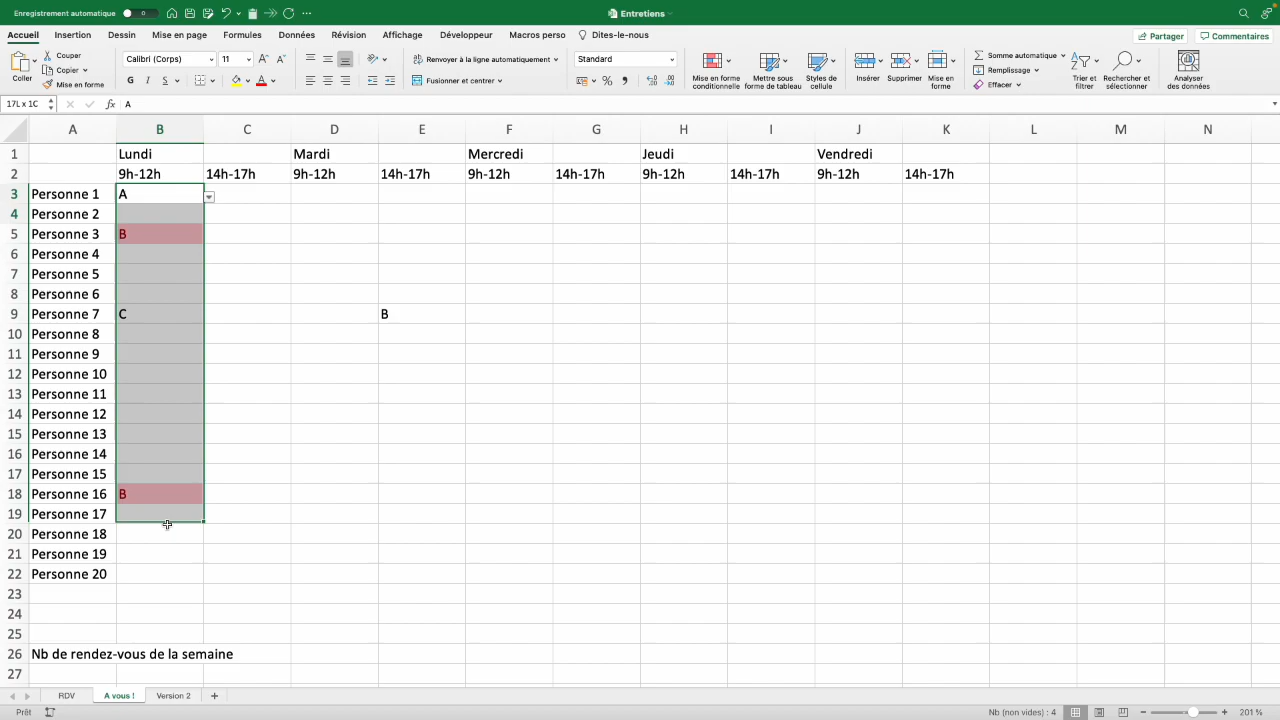 Enregistrement automatique 0 Entretiens
Accueil Insertion Dessin Mise en page Formules Données Révision Affichage Développeur Macros perso Dites-le-nous Partager Commentaires
Coller Couper Copier Mise en forme
Calibri (Corps) 11 A A
G I S A
Renvoyer à la ligne automatiquement
Fusionner et centrer
Standard
%
Mise en forme conditionnelle
Mettre sous forme de tableau
Styles de cellule
Insérer
Supprimer
Mise en forme
Somme automatique
Remplissage
Effacer
Trier et filtrer
Rechercher et sélectionner
Analyser des données
17L x 1C fx A
A B C D E F G H I J K L M N
1 Lundi Mardi Mercredi Jeudi Vendredi
2 9h-12h 14h-17h 9h-12h 14h-17h 9h-12h 14h-17h 9h-12h 14h-17h 9h-12h 14h-17h
3 Personne 1 A
4 Personne 2
5 Personne 3 B
6 Personne 4
7 Personne 5
8 Personne 6
9 Personne 7 C B
10 Personne 8
11 Personne 9
12 Personne 10
13 Personne 11
14 Personne 12
15 Personne 13
16 Personne 14
17 Personne 15
18 Personne 16 B
19 Personne 17
20 Personne 18
21 Personne 19
22 Personne 20
23
24
25
26 Nb de rendez-vous de la semaine
27
RDV A vous ! Version 2
Prêt Nb (non vides) : 4 201 %